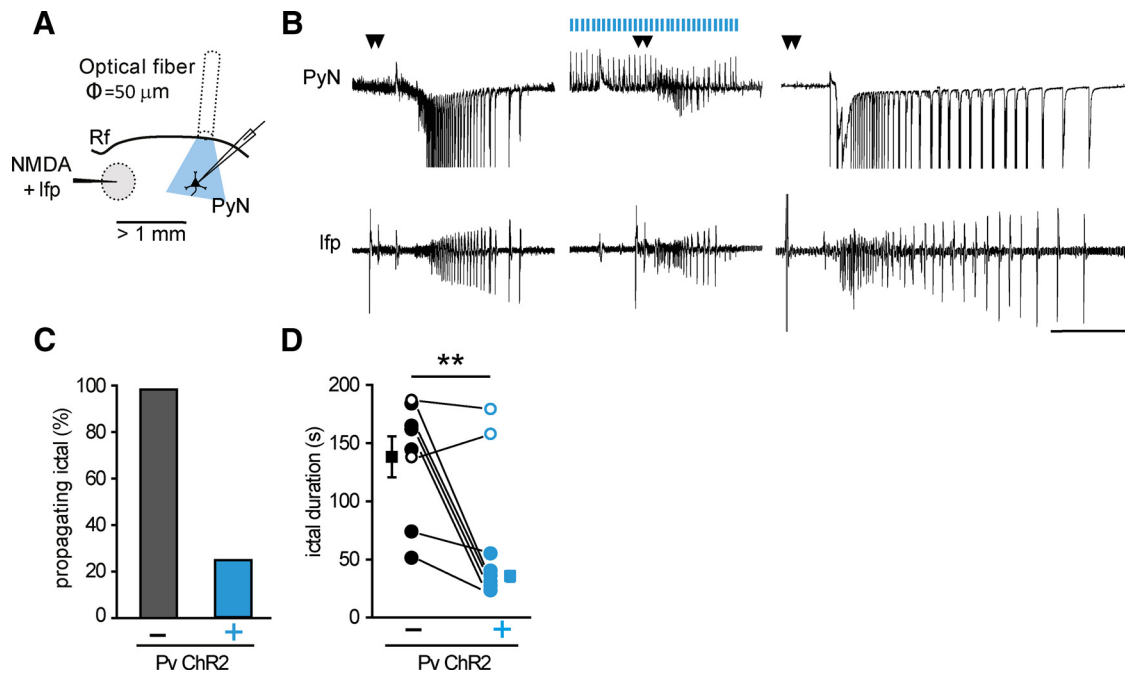 A
Optical fiber
Φ=50 μm
Rf
NMDA
+ lfp
PyN
> 1 mm
B
PyN
lfp
C
propagating ictal (%)
100
80
60
40
20
0
− +
Pv ChR2
D
**
ictal duration (s)
200
150
100
50
0
− +
Pv ChR2